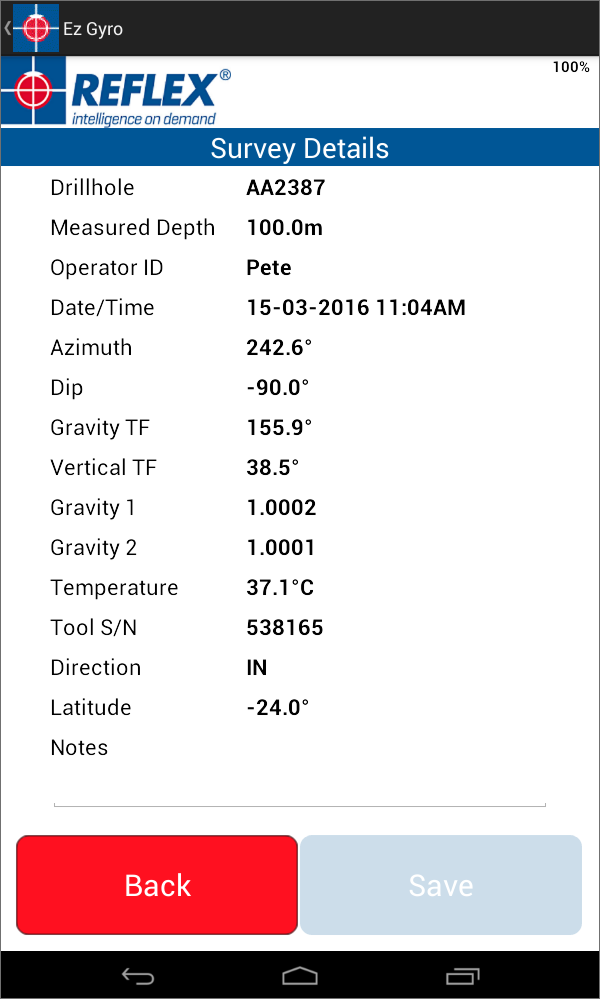 Ez Gyro
100%
REFLEX®
intelligence on demand
Survey Details
Drillhole AA2387
Measured Depth 100.0m
Operator ID Pete
Date/Time 15-03-2016 11:04AM
Azimuth 242.6°
Dip -90.0°
Gravity TF 155.9°
Vertical TF 38.5°
Gravity 1 1.0002
Gravity 2 1.0001
Temperature 37.1°C
Tool S/N 538165
Direction IN
Latitude -24.0°
Notes
Back Save